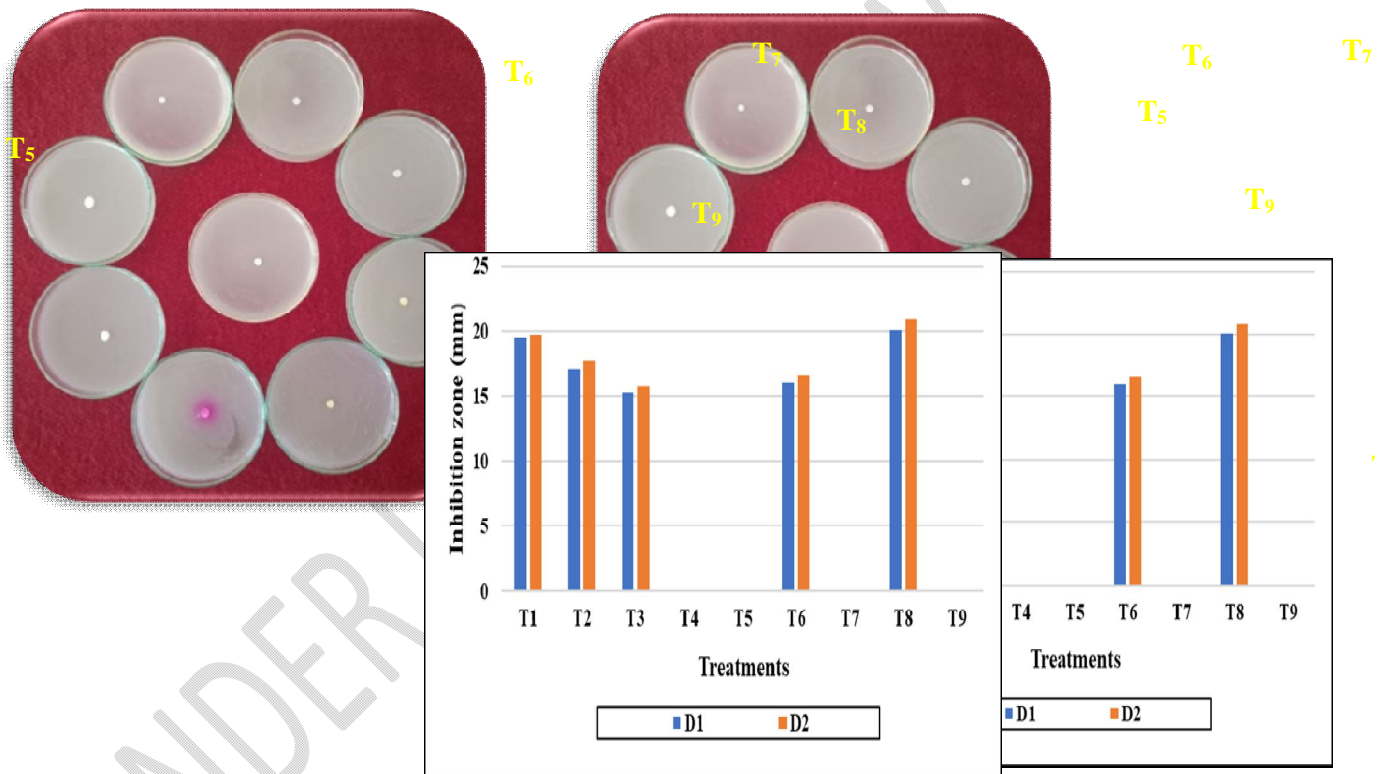 T6
T7
T6
T7
T8
T5
T5
T9
T9
25
20
15
10
5
0
Inhibition zone (mm)
T1 T2 T3 T4 T5 T6 T7 T8 T9
Treatments
D1 D2
T4 T5 T6 T7 T8 T9
Treatments
D1 D2
NDER